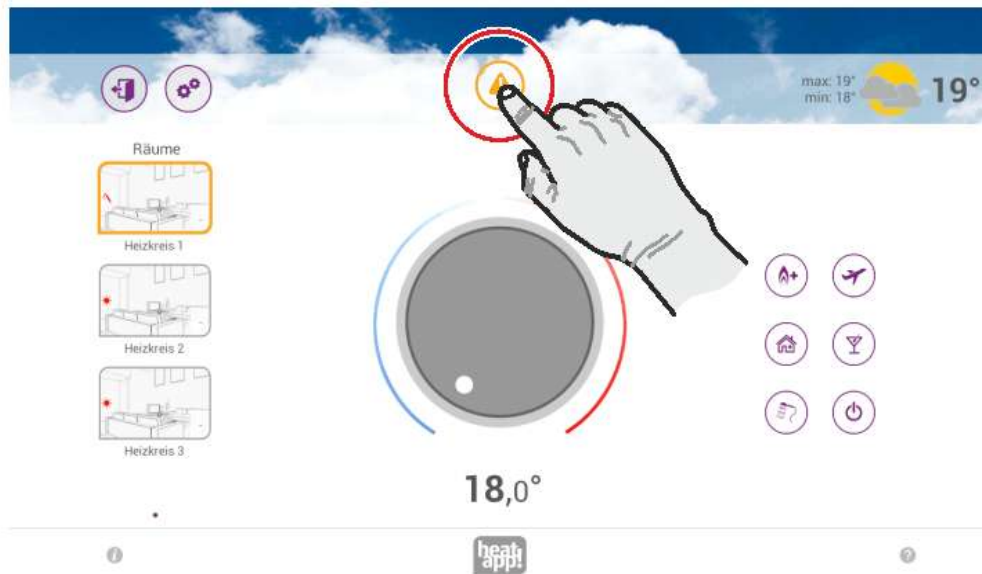 max: 19°
min: 18°
19°
Räume
Heizkreis 1
Heizkreis 2
Heizkreis 3
18,0°
heat
app!